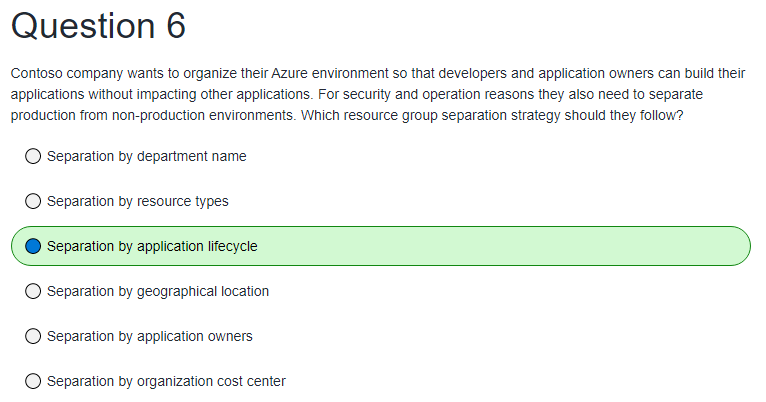 Question 6
Contoso company wants to organize their Azure environment so that developers and application owners can build their
applications without impacting other applications. For security and operation reasons they also need to separate
production from non-production environments. Which resource group separation strategy should they follow?
Separation by department name
Separation by resource types
Separation by application lifecycle
Separation by geographical location
Separation by application owners
Separation by organization cost center